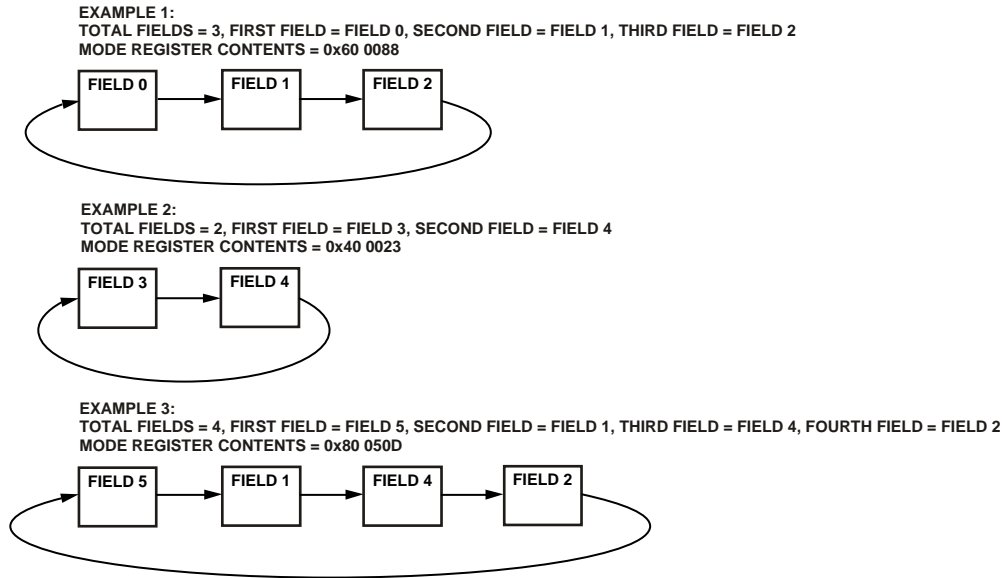 EXAMPLE 1:
TOTAL FIELDS = 3, FIRST FIELD = FIELD 0, SECOND FIELD = FIELD 1, THIRD FIELD = FIELD 2
MODE REGISTER CONTENTS = 0x60 0088
FIELD 0
FIELD 1
FIELD 2
EXAMPLE 2:
TOTAL FIELDS = 2, FIRST FIELD = FIELD 3, SECOND FIELD = FIELD 4
MODE REGISTER CONTENTS = 0x40 0023
FIELD 3
FIELD 4
EXAMPLE 3:
TOTAL FIELDS = 4, FIRST FIELD = FIELD 5, SECOND FIELD = FIELD 1, THIRD FIELD = FIELD 4, FOURTH FIELD = FIELD 2
MODE REGISTER CONTENTS = 0x80 050D
FIELD 5
FIELD 1
FIELD 4
FIELD 2